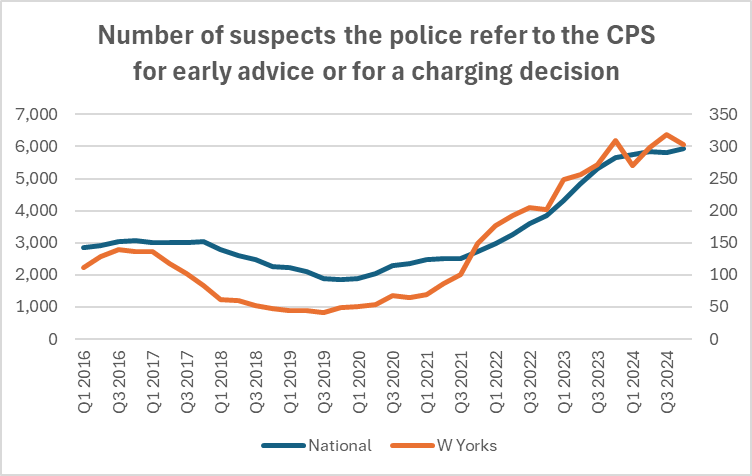 Number of suspects the police refer to the CPS
for early advice or for a charging decision
7,000
6,000
5,000
4,000
3,000
2,000
1,000
0
350
300
250
200
150
100
50
0
Q1 2016
Q3 2016
Q1 2017
Q3 2017
Q1 2018
Q3 2018
Q1 2019
Q3 2019
Q1 2020
Q3 2020
Q1 2021
Q3 2021
Q1 2022
Q3 2022
Q1 2023
Q3 2023
Q1 2024
Q3 2024
National
W Yorks